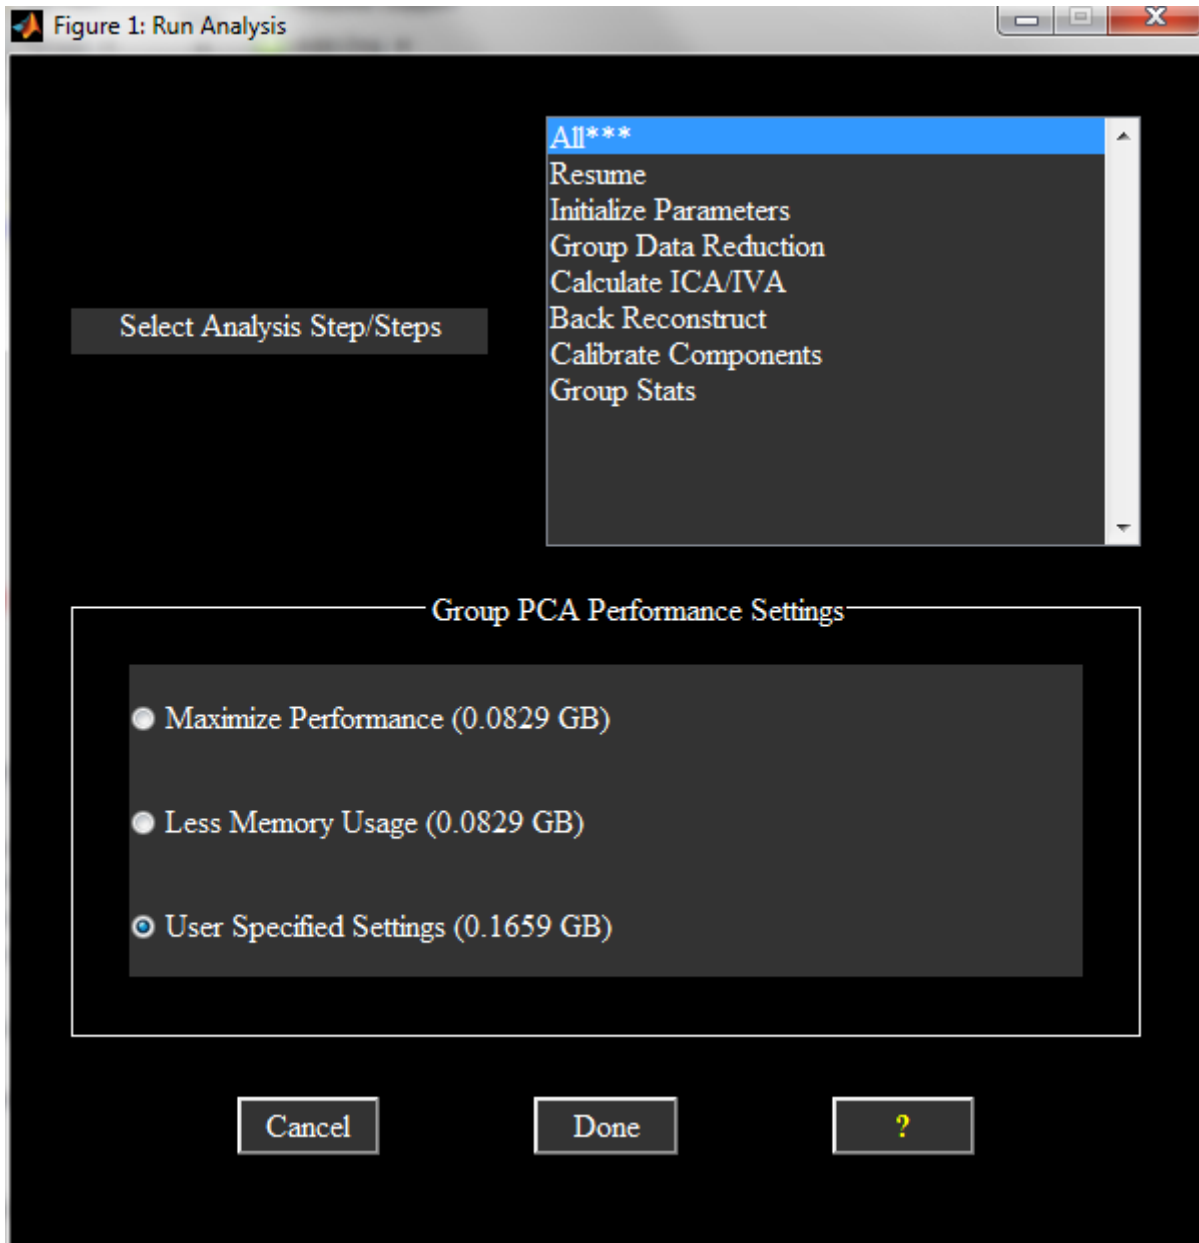 Figure 1: Run Analysis
X
All***
Resume
Initialize Parameters
Group Data Reduction
Calculate ICA/IVA
Select Analysis Step/Steps
Back Reconstruct
Calibrate Components
Group Stats
Group PCA Performance Settings
Maximize Performance (0.0829 GB)
Less Memory Usage (0.0829 GB)
User Specified Settings (0.1659 GB)
Cancel
Done
?